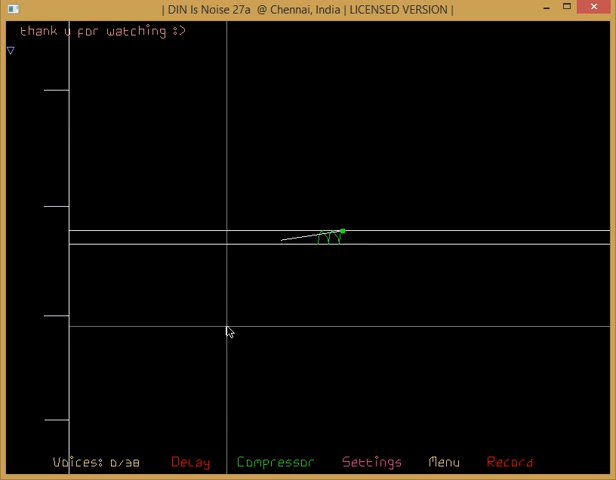 | DIN Is Noise 27a @ Chennai, India | LICENSED VERSION |
thank u for watching :)
Voices: 0/38 Delay Compressor Settings Menu Record